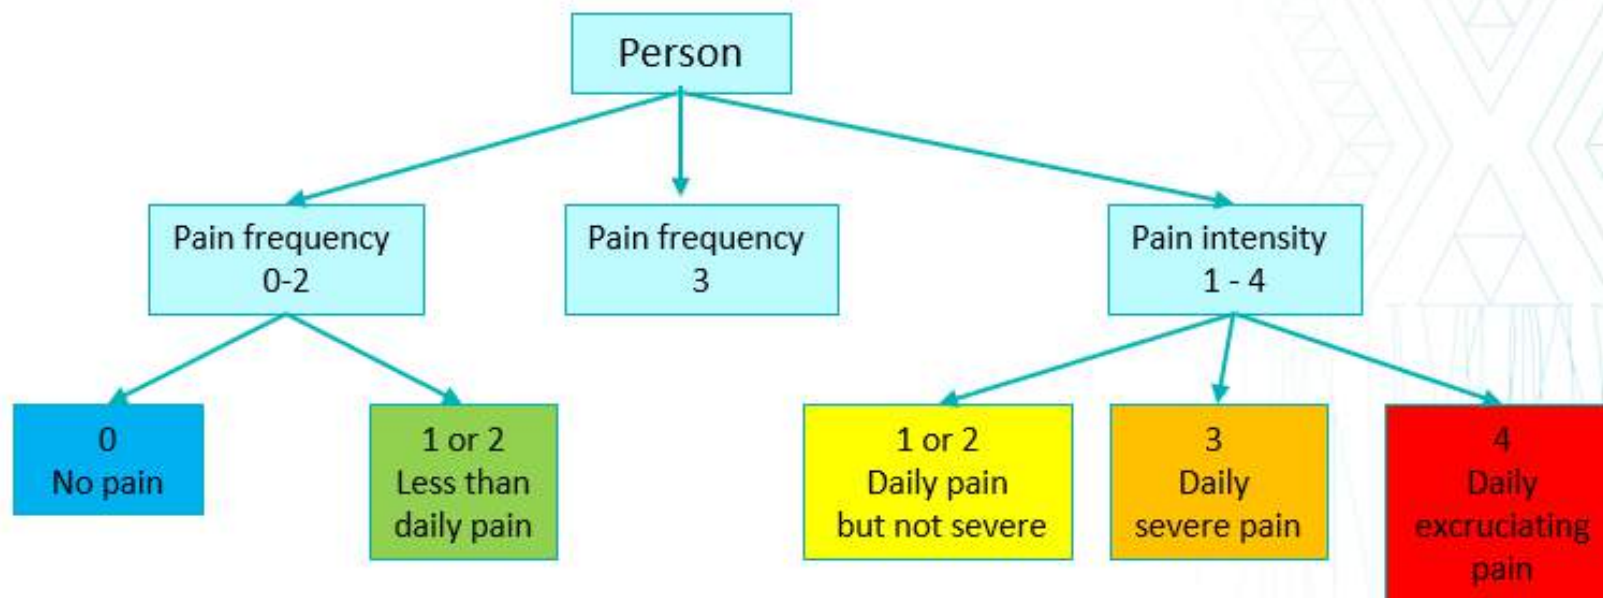 Person
Pain frequency
0-2
Pain frequency
3
Pain intensity
1 - 4
0
No pain
1 or 2
Less than
daily pain
1 or 2
Daily pain
but not severe
3
Daily
severe pain
4
Daily
excruciating
pain